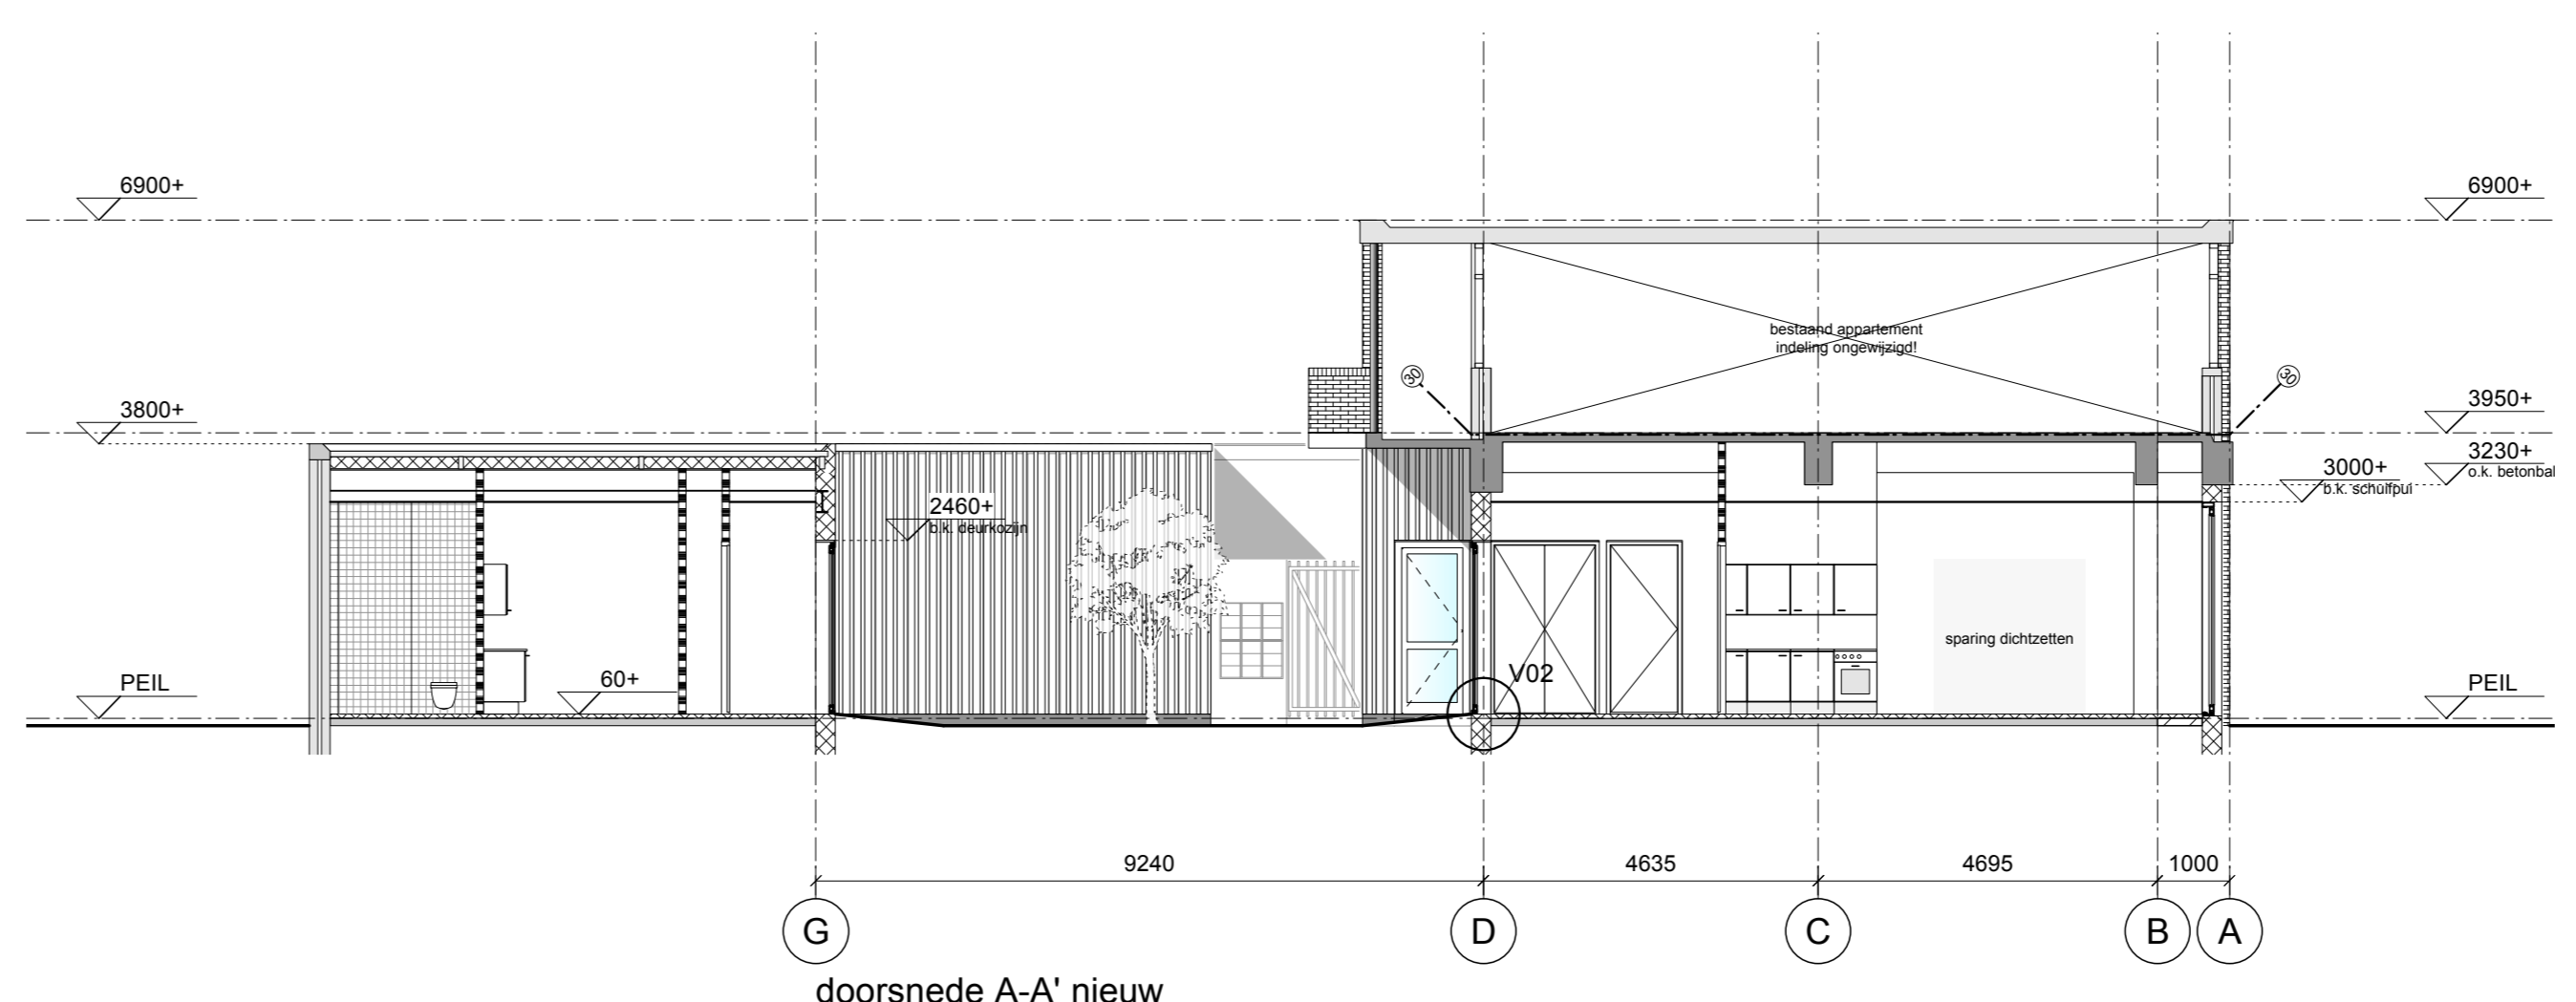 6900+
6900+
bestaand appartement
indeling ongewijzigd!
30
30
3800+
3950+
3230+
o.k. betonbal
3000+
b.k. schuifpui
2460+
b.k. deurkozijn
sparing dichtzetten
V02
60+
PEIL
PEIL
9240
4635
4695
1000
G
D
C
B
A
doorsnede A-A' nieuw